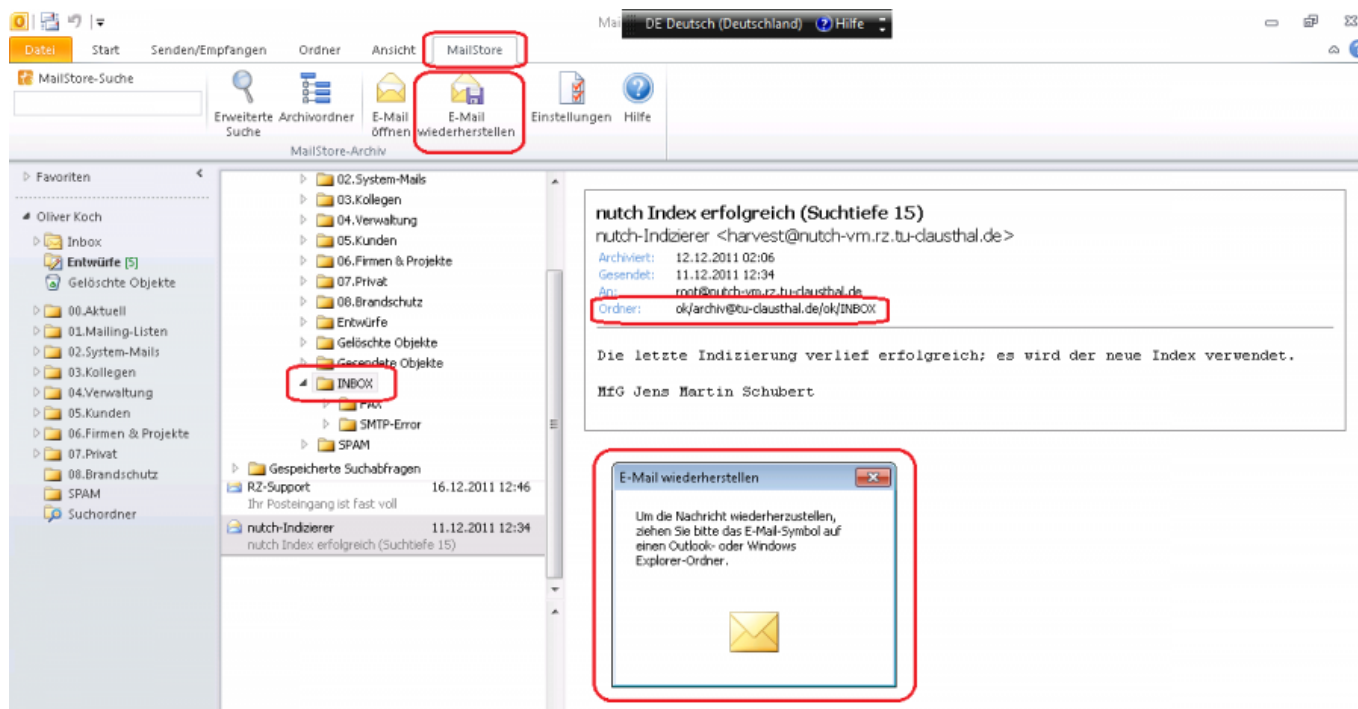 Mai
DE Deutsch (Deutschland) Hilfe
Datei Start Senden/Empfangen Ordner Ansicht MailStore
MailStore-Suche
Erweiterte Suche
Archivordner
E-Mail öffnen
E-Mail wiederherstellen
Einstellungen
Hilfe
MailStore-Archiv
Favoriten
Oliver Koch
Inbox
Entwürfe [5]
Gelöschte Objekte
00.Aktuell
01.Mailing-Listen
02.System-Mails
03.Kollegen
04.Verwaltung
05.Kunden
06.Firmen & Projekte
07.Privat
08.Brandschutz
SPAM
Suchordner
02.System-Mails
03.Kollegen
04.Verwaltung
05.Kunden
06.Firmen & Projekte
07.Privat
08.Brandschutz
Entwürfe
Gelöschte Objekte
Gesendete Objekte
INBOX
FAX
SMTP-Error
SPAM
Gespeicherte Suchabfragen
RZ-Support 16.12.2011 12:46
Ihr Posteingang ist fast voll
nutch-Indizierer 11.12.2011 12:34
nutch Index erfolgreich (Suchtiefe 15)
nutch Index erfolgreich (Suchtiefe 15)
nutch-Indizierer <harvest@nutch-vm.rz.tu-clausthal.de>
Archiviert: 12.12.2011 02:06
Gesendet: 11.12.2011 12:34
An: root@nutch-vm.rz.tu-clausthal.de
Ordner: ok/archiv@tu-clausthal.de/ok/INBOX
Die letzte Indizierung verlief erfolgreich; es wird der neue Index verwendet.
MfG Jens Martin Schubert
E-Mail wiederherstellen
Um die Nachricht wiederherzustellen,
ziehen Sie bitte das E-Mail-Symbol auf
einen Outlook- oder Windows
Explorer-Ordner.